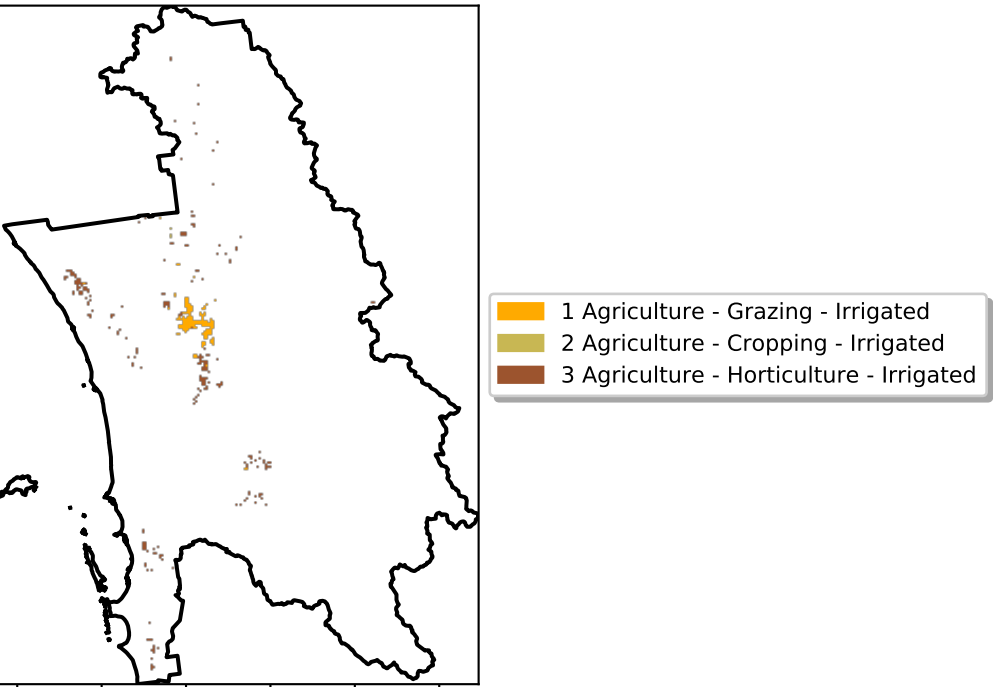 1 Agriculture - Grazing - Irrigated
2 Agriculture - Cropping - Irrigated
3 Agriculture - Horticulture - Irrigated